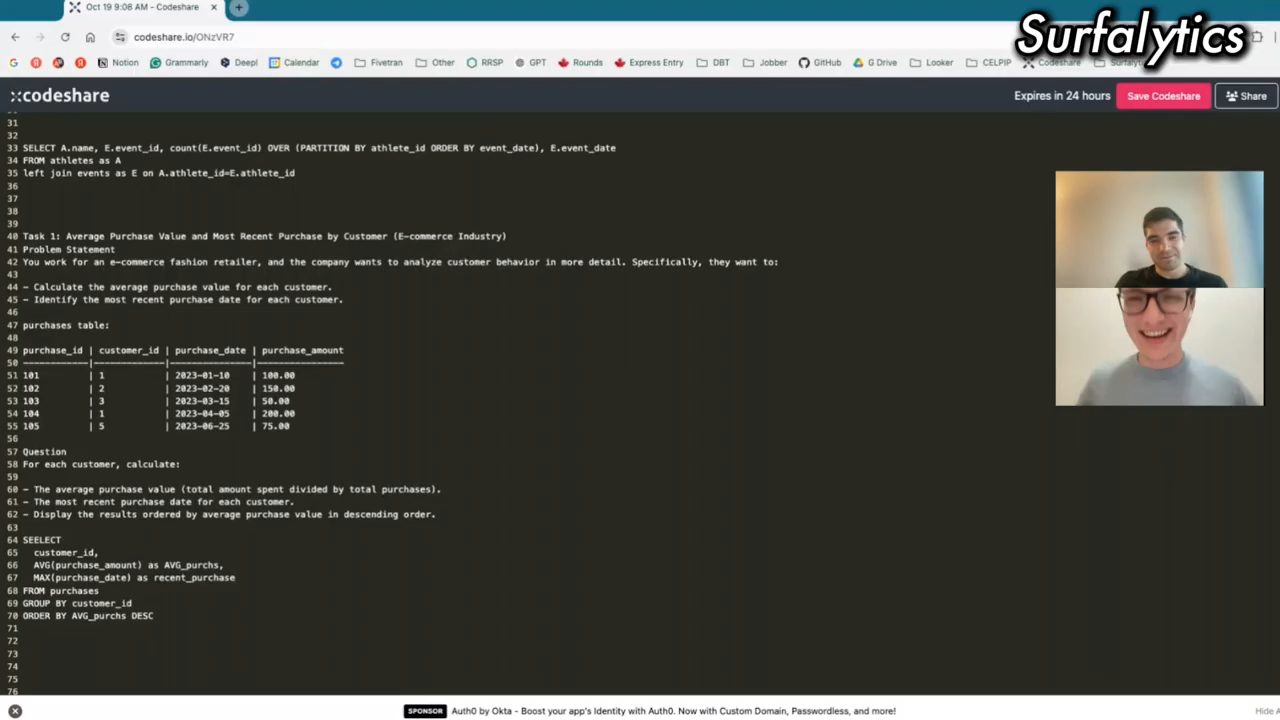 Oct 19 9:08 AM - Codeshare
Surfalytics
codeshare.io/ONzVR7
Notion
Grammarly
Deepl
Calendar
Fivetran
Other
RRSP
GPT
Rounds
Express Entry
DBT
Jobber
GitHub
G Drive
Looker
CELPIP
Codeshare
codeshare
Expires in 24 hours
Save Codeshare
Share
31
32
33 SELECT A.name, E.event_id, count(E.event_id) OVER (PARTITION BY athlete_id ORDER BY event_date), E.event_date
34 FROM athletes as A
35 left join events as E on A.athlete_id=E.athlete_id
36
37
38
39
40 Task 1: Average Purchase Value and Most Recent Purchase by Customer (E-commerce Industry)
41 Problem Statement
42 You work for an e-commerce fashion retailer, and the company wants to analyze customer behavior in more detail. Specifically, they want to:
43
44 - Calculate the average purchase value for each customer.
45 - Identify the most recent purchase date for each customer.
46
47 purchases table:
48
49 purchase_id | customer_id | purchase_date | purchase_amount
50 ------------|-------------|---------------|----------------
51 101 | 1 | 2023-01-10 | 100.00
52 102 | 2 | 2023-02-20 | 150.00
53 103 | 3 | 2023-03-15 | 50.00
54 104 | 1 | 2023-04-05 | 200.00
55 105 | 5 | 2023-06-25 | 75.00
56
57 Question
58 For each customer, calculate:
59
60 - The average purchase value (total amount spent divided by total purchases).
61 - The most recent purchase date for each customer.
62 - Display the results ordered by average purchase value in descending order.
63
64 SEELECT
65 customer_id,
66 AVG(purchase_amount) as AVG_purchs,
67 MAX(purchase_date) as recent_purchase
68 FROM purchases
69 GROUP BY customer_id
70 ORDER BY AVG_purchs DESC
71
72
73
74
75
76
SPONSOR Auth0 by Okta - Boost your app's Identity with Auth0. Now with Custom Domain, Passwordless, and more!
Hide A